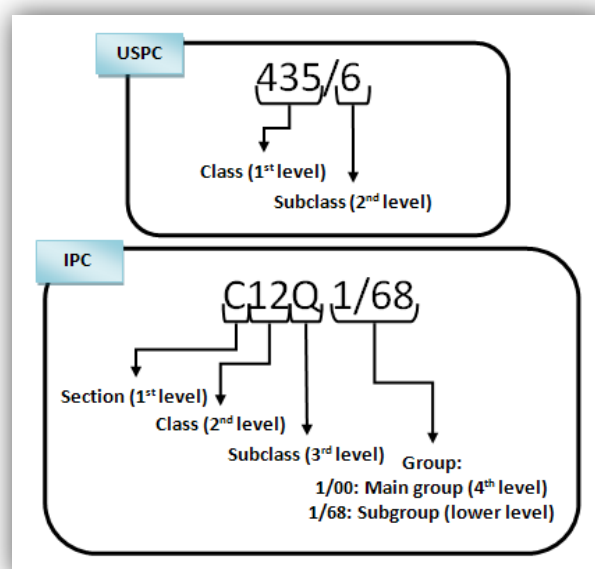 USPC
435/6
Class (1st level)
Subclass (2nd level)
IPC
C12Q 1/68
Section (1st level)
Class (2nd level)
Subclass (3rd level)
Group:
1/00: Main group (4th level)
1/68: Subgroup (lower level)